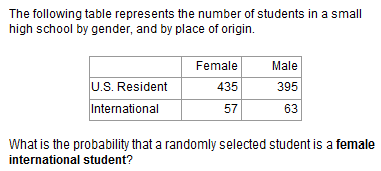 The following table represents the number of students in a small
high school by gender, and by place of origin.
Female Male
U.S. Resident 435 395
International 57 63
What is the probability that a randomly selected student is a female
international student?